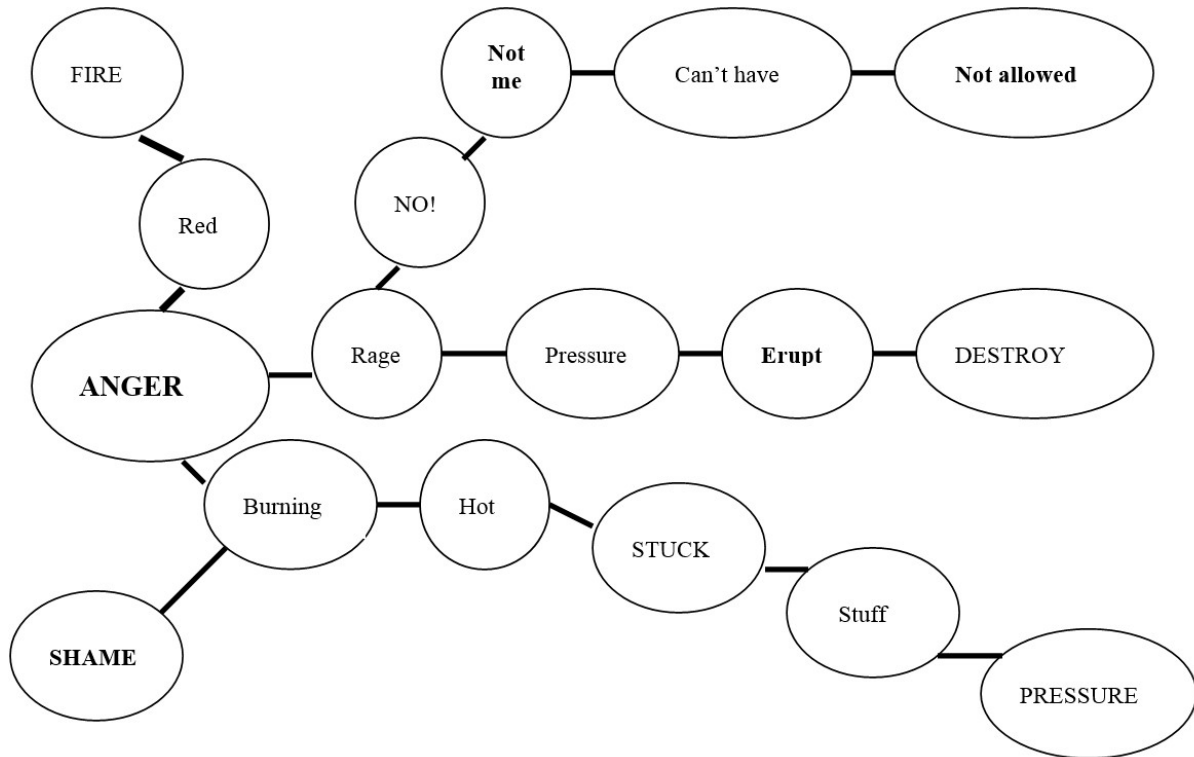 FIRE
Not
me
Can’t have
Not allowed
Red
NO!
ANGER
Rage
Pressure
Erupt
DESTROY
Burning
Hot
STUCK
Stuff
SHAME
PRESSURE